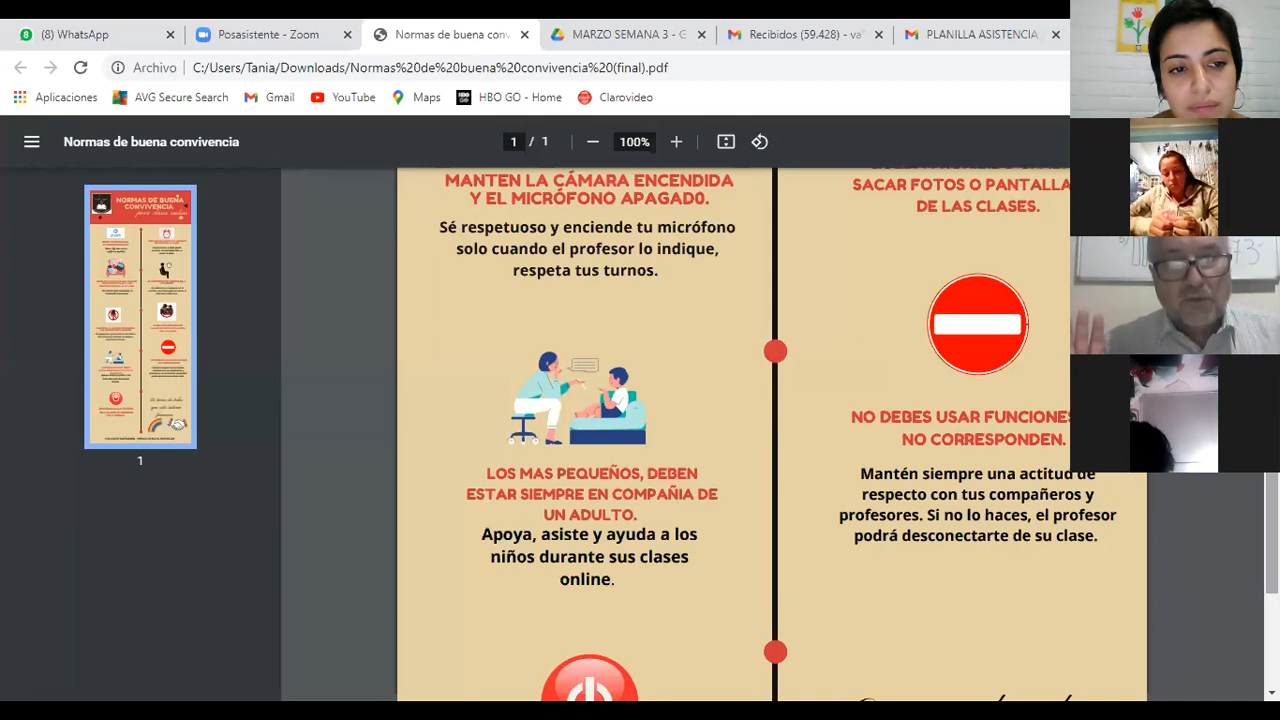 (8) WhatsApp
Posasistente - Zoom
Normas de buena conv
MARZO SEMANA 3 - G
Recibidos (59.428) - va
PLANILLA ASISTENCIA
Archivo
C:/Users/Tania/Downloads/Normas%20de%20buena%20convivencia%20(final).pdf
Aplicaciones
AVG Secure Search
Gmail
YouTube
Maps
HBO GO - Home
Clarovideo
Normas de buena convivencia
1 / 1
100%
NORMAS DE BUENA
CONVIVENCIA
1
MANTEN LA CÁMARA ENCENDIDA
Y EL MICRÓFONO APAGAD0.
Sé respetuoso y enciende tu micrófono
solo cuando el profesor lo indique,
respeta tus turnos.
LOS MAS PEQUEÑOS, DEBEN
ESTAR SIEMPRE EN COMPAÑIA DE
UN ADULTO.
Apoya, asiste y ayuda a los
niños durante sus clases
online.
SACAR FOTOS O PANTALLA
DE LAS CLASES.
NO DEBES USAR FUNCIONES
NO CORRESPONDEN.
Mantén siempre una actitud de
respecto con tus compañeros y
profesores. Si no lo haces, el profesor
podrá desconectarte de su clase.
73